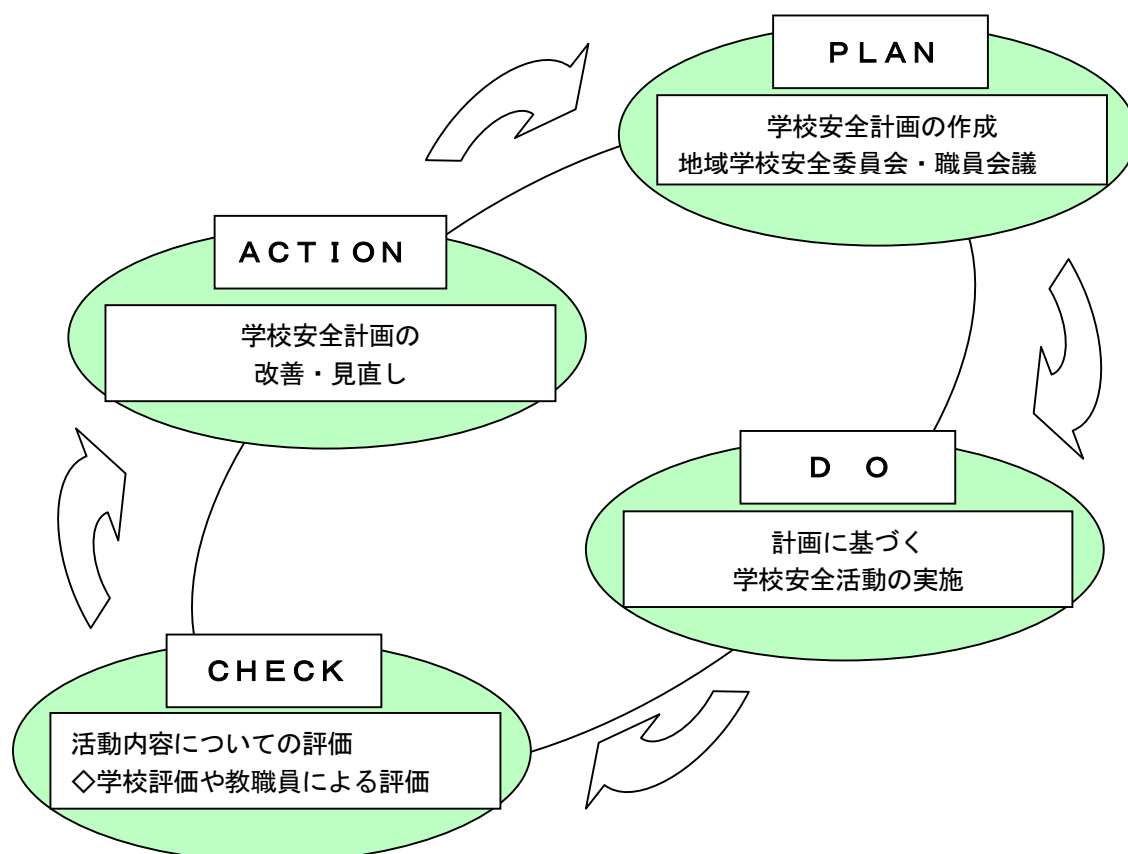 ＰＬＡＮ
学校安全計画の作成
地域学校安全委員会・職員会議
ＡＣＴＩＯＮ
学校安全計画の
改善・見直し
Ｄ　Ｏ
計画に基づく
学校安全活動の実施
ＣＨＥＣＫ
活動内容についての評価
◇学校評価や教職員による評価